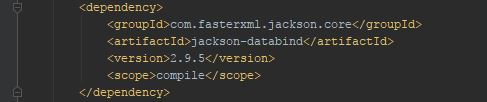 <dependency>
<groupId>com.fasterxml.jackson.core</groupId>
<artifactId>jackson-databind</artifactId>
<version>2.9.5</version>
<scope>compile</scope>
</dependency>